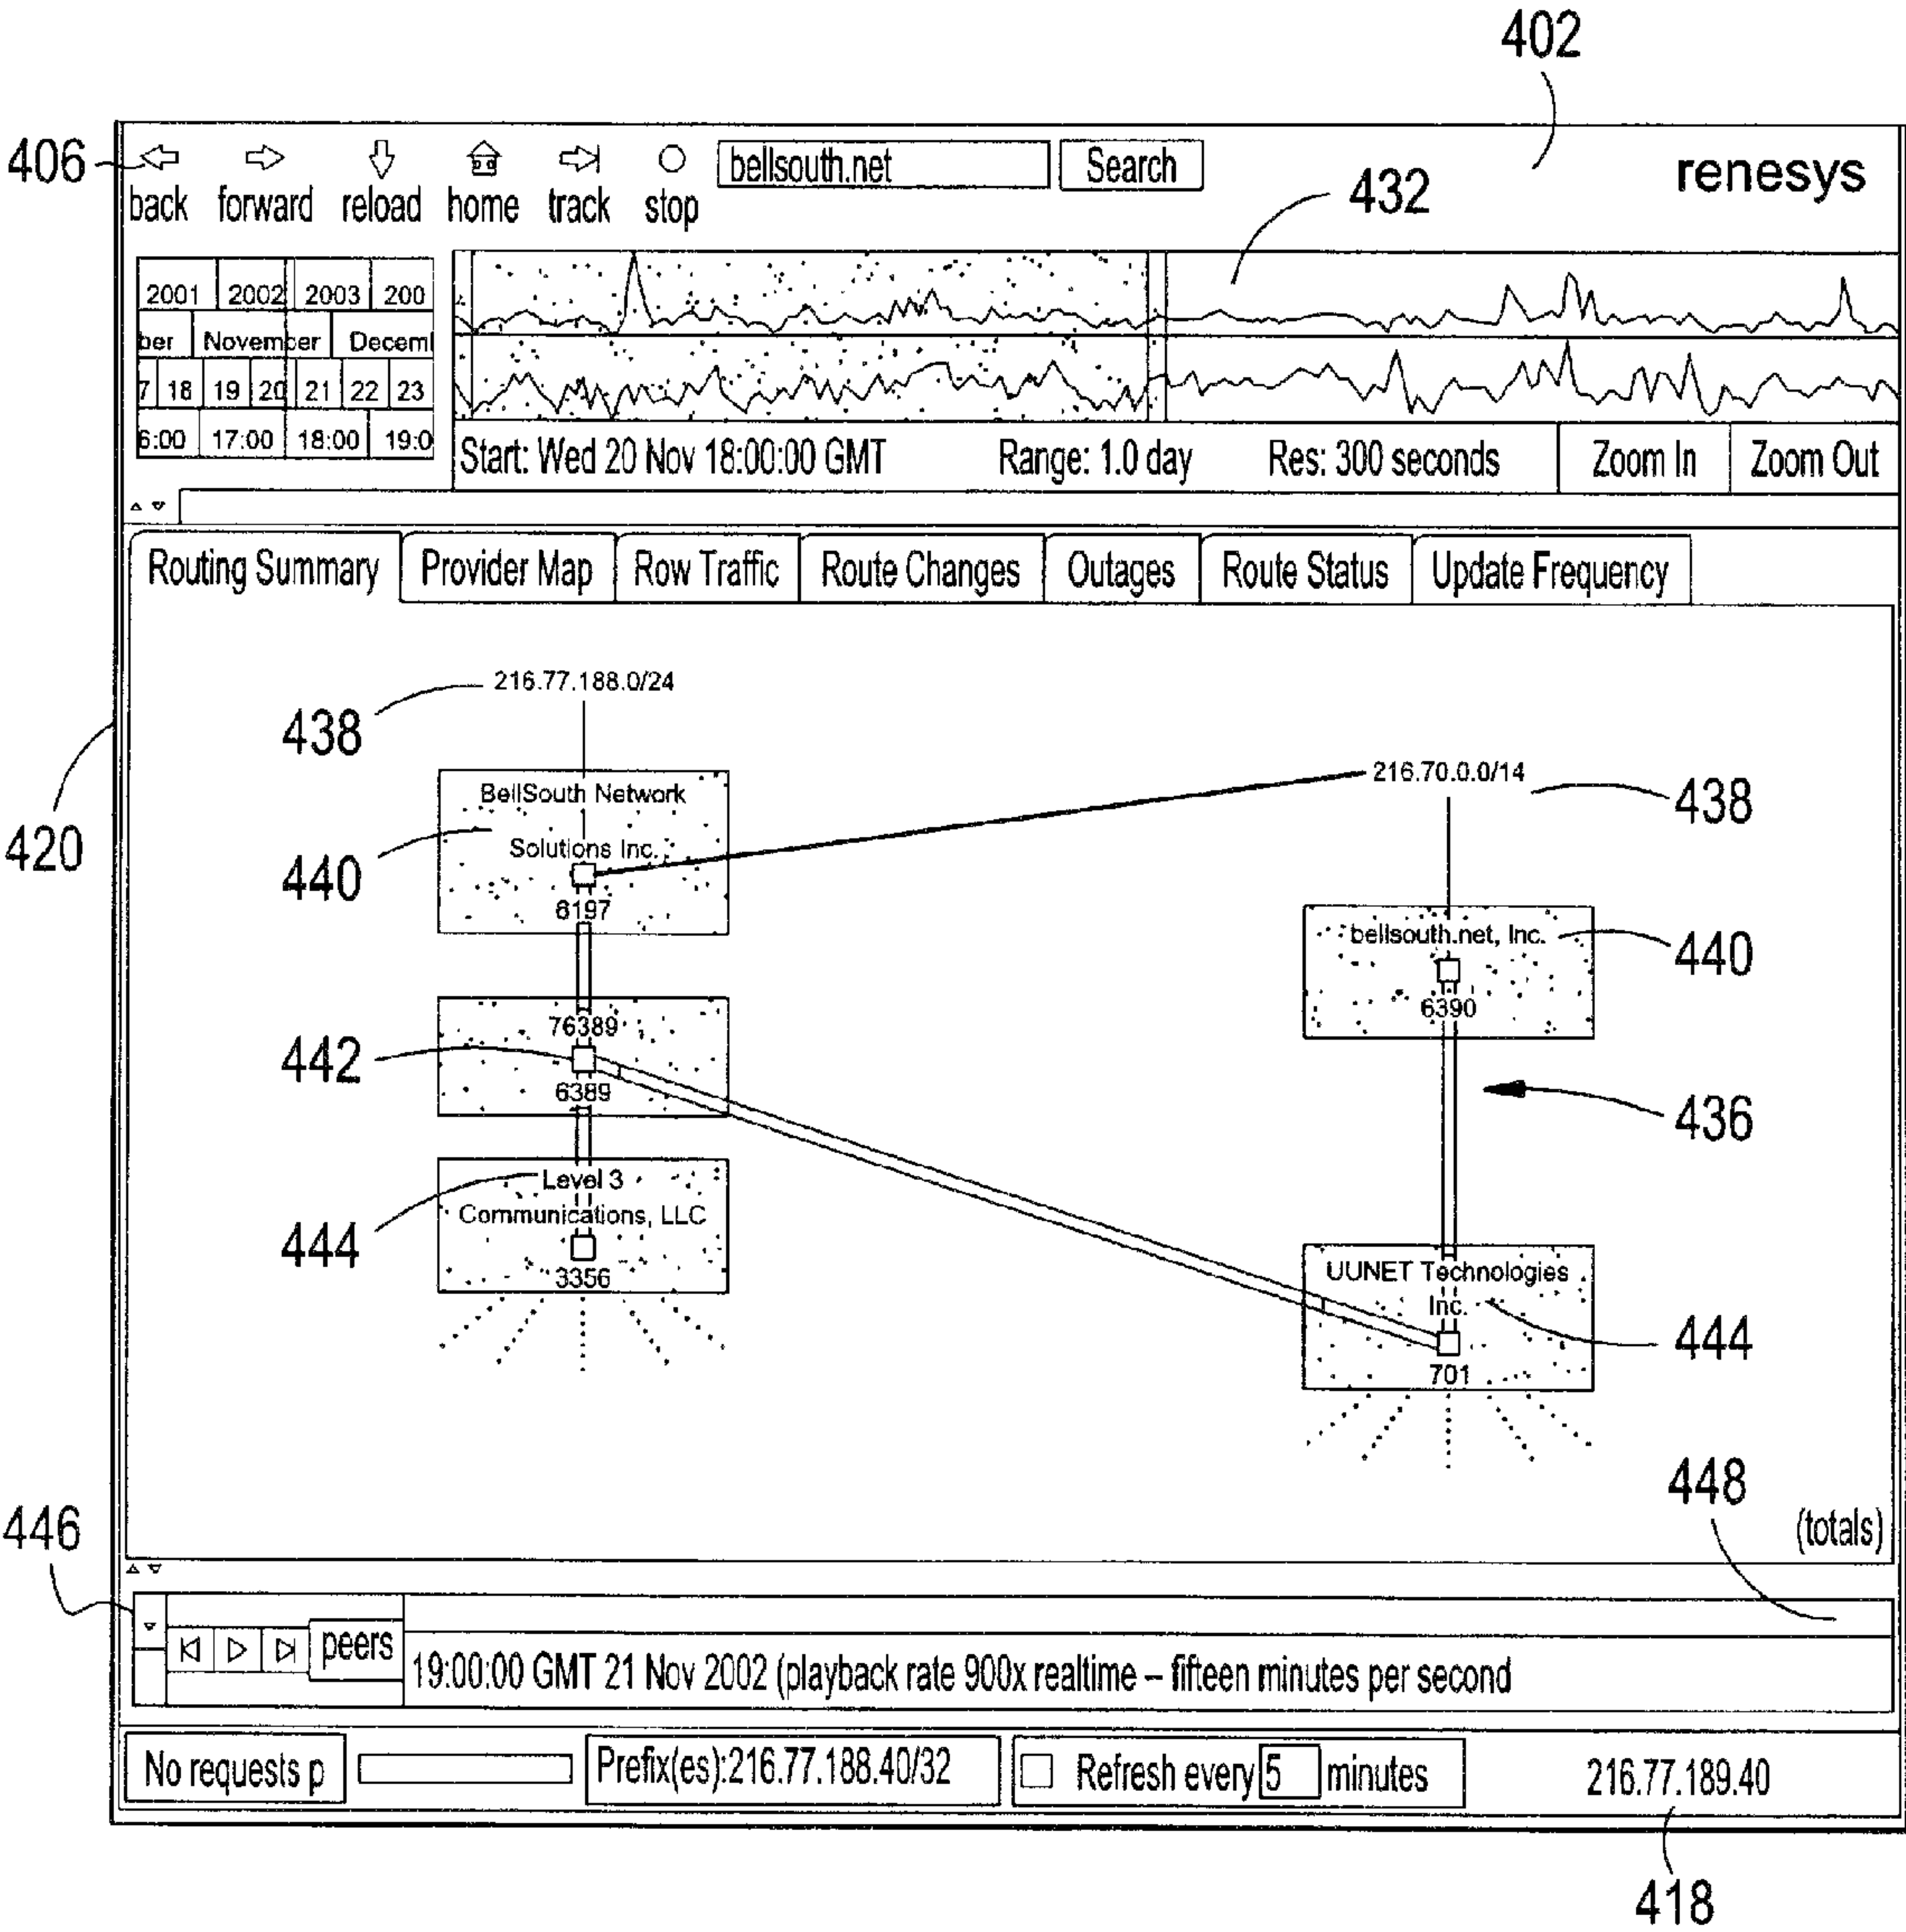 402
406
back forward reload home track stop
bellsouth.net Search
renesys
432
2001 2002 2003 200
ber November Decemb
7 18 19 20 21 22 23
6:00 17:00 18:00 19:0
Start: Wed 20 Nov 18:00:00 GMT Range: 1.0 day Res: 300 seconds Zoom In Zoom Out
Routing Summary Provider Map Row Traffic Route Changes Outages Route Status Update Frequency
216.77.188.0/24
438
216.70.0.0/14
438
420
BellSouth Network
Solutions Inc.
440
8197
bellsouth.net, Inc.
440
6390
76389
442
6389
436
Level 3
Communications, LLC
444
3356
UUNET Technologies
Inc.
444
701
448
(totals)
446
peers
19:00:00 GMT 21 Nov 2002 (playback rate 900x realtime – fifteen minutes per second
No requests p Prefix(es):216.77.188.40/32 Refresh every 5 minutes 216.77.189.40
418